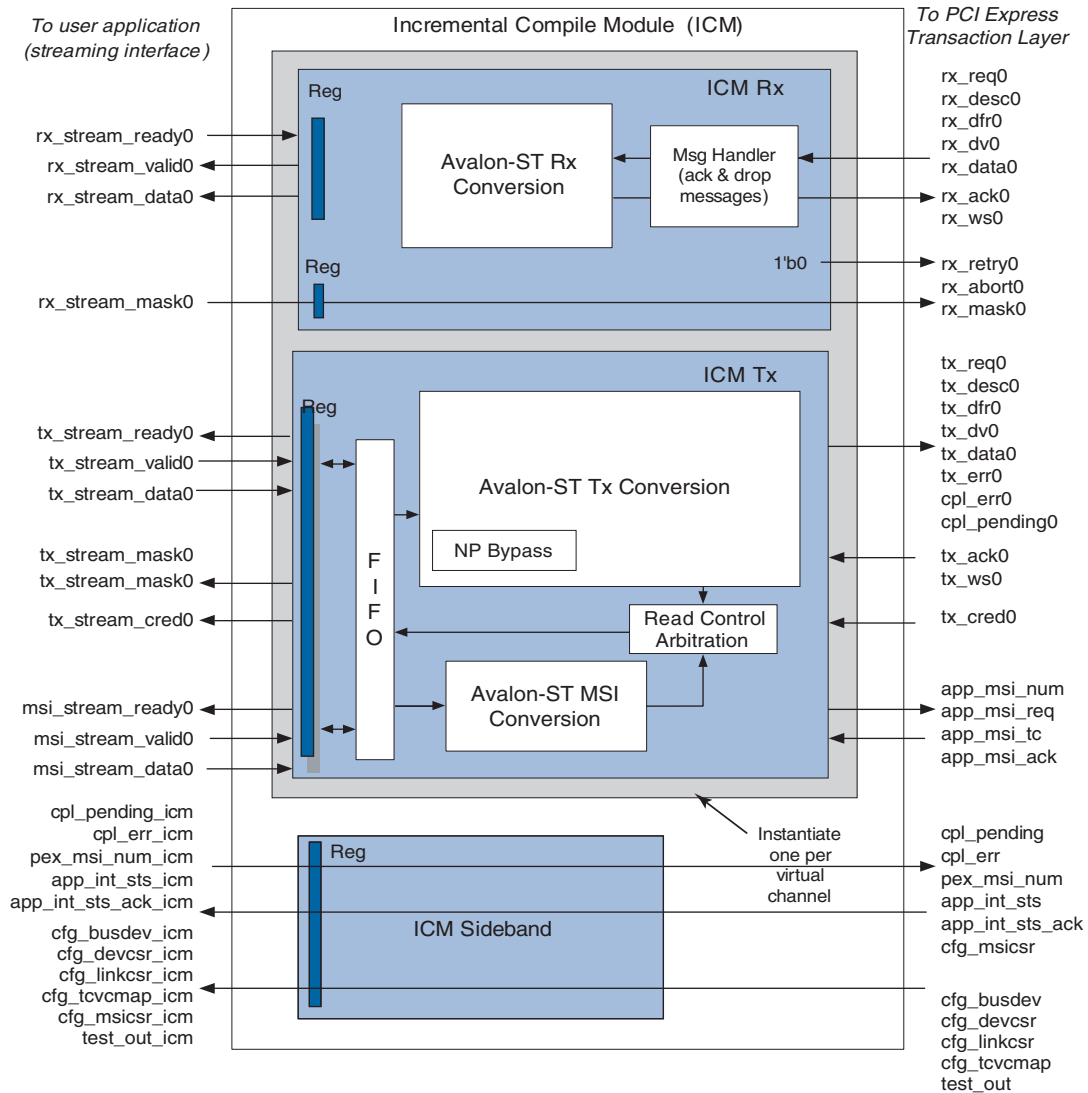 To user application
(streaming interface)
Incremental Compile Module (ICM)
To PCI Express
Transaction Layer
ICM Rx
Reg
Avalon-ST Rx
Conversion
Msg Handler
(ack & drop
messages)
1'b0
Reg
rx_stream_ready0
rx_stream_valid0
rx_stream_data0
rx_stream_mask0
rx_req0
rx_desc0
rx_dfr0
rx_dv0
rx_data0
rx_ack0
rx_ws0
rx_retry0
rx_abort0
rx_mask0
ICM Tx
Reg
FIFO
Avalon-ST Tx Conversion
NP Bypass
Read Control
Arbitration
Avalon-ST MSI
Conversion
tx_stream_ready0
tx_stream_valid0
tx_stream_data0
tx_stream_mask0
tx_stream_mask0
tx_stream_cred0
msi_stream_ready0
msi_stream_valid0
msi_stream_data0
tx_req0
tx_desc0
tx_dfr0
tx_dv0
tx_data0
tx_err0
cpl_err0
cpl_pending0
tx_ack0
tx_ws0
tx_cred0
app_msi_num
app_msi_req
app_msi_tc
app_msi_ack
Instantiate
one per
virtual
channel
cpl_pending_icm
cpl_err_icm
pex_msi_num_icm
app_int_sts_icm
app_int_sts_ack_icm
cfg_busdev_icm
cfg_devcsr_icm
cfg_linkcsr_icm
cfg_tcvcmap_icm
cfg_msicsr_icm
test_out_icm
Reg
ICM Sideband
cpl_pending
cpl_err
pex_msi_num
app_int_sts
app_int_sts_ack
cfg_msicsr
cfg_busdev
cfg_devcsr
cfg_linkcsr
cfg_tcvcmap
test_out